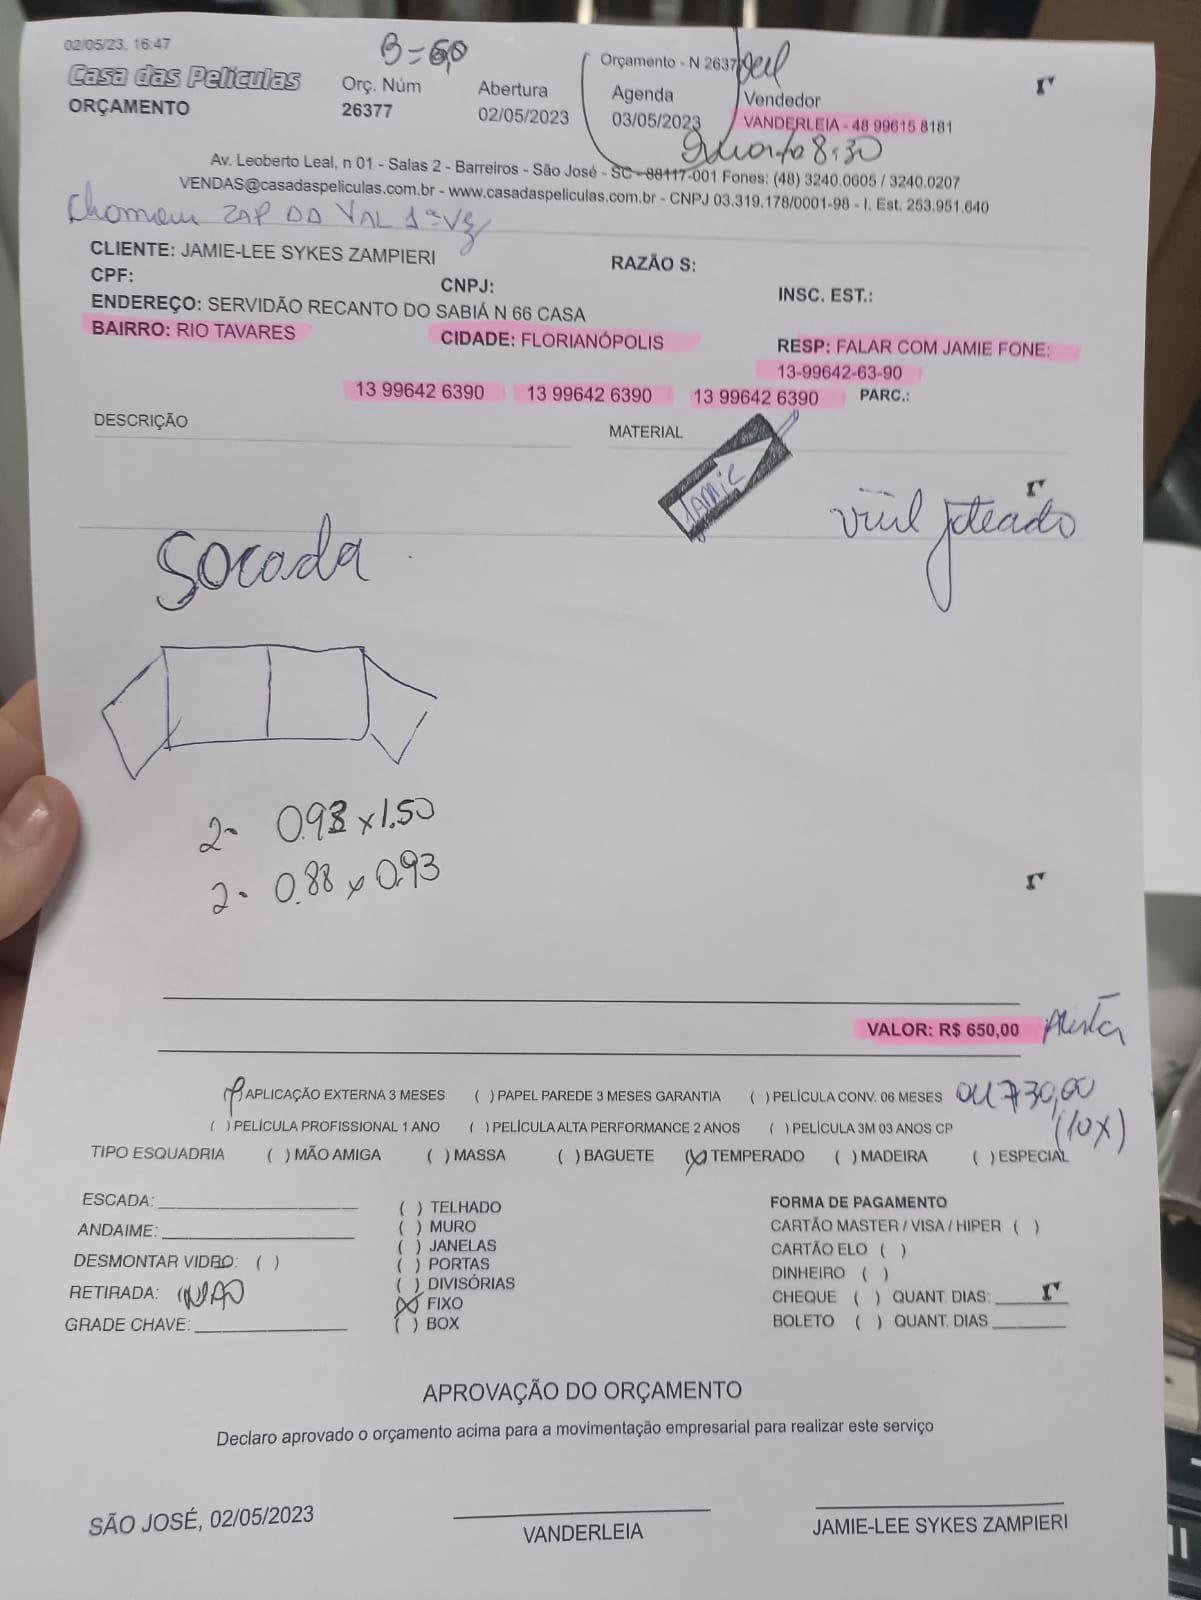 02/05/23, 16:47
B=60
Orçamento - N 2637
Casa das Películas
ORÇAMENTO
Orç. Núm
26377
Abertura
02/05/2023
Agenda
03/05/2023
Vendedor
VANDERLEIA - 48 99615 8181
Quarta 8:30
Av. Leoberto Leal, n 01 - Salas 2 - Barreiros - São José - SC - 88117-001 Fones: (48) 3240.0605 / 3240.0207
VENDAS@casadaspeliculas.com.br - www.casadaspeliculas.com.br - CNPJ 03.319.178/0001-98 - I. Est. 253.951.640
ZAP DA VAL 1ª Vez
CLIENTE: JAMIE-LEE SYKES ZAMPIERI
RAZÃO S:
CPF:
CNPJ:
INSC. EST.:
ENDEREÇO: SERVIDÃO RECANTO DO SABIÁ N 66 CASA
BAIRRO: RIO TAVARES
CIDADE: FLORIANÓPOLIS
RESP: FALAR COM JAMIE FONE:
13-99642-63-90
13 99642 6390 13 99642 6390 13 99642 6390 PARC.:
DESCRIÇÃO
MATERIAL
JAMIE
vinil jateado
Sacada
2- 0.93 x 1.50
2- 0.88 x 0.93
VALOR: R$ 650,00
ou 730,00
(10x)
APLICAÇÃO EXTERNA 3 MESES ( ) PAPEL PAREDE 3 MESES GARANTIA ( ) PELÍCULA CONV. 06 MESES
( ) PELÍCULA PROFISSIONAL 1 ANO ( ) PELÍCULA ALTA PERFORMANCE 2 ANOS ( ) PELÍCULA 3M 03 ANOS CP
TIPO ESQUADRIA ( ) MÃO AMIGA ( ) MASSA ( ) BAGUETE (X) TEMPERADO ( ) MADEIRA ( ) ESPECIAL
ESCADA:
ANDAIME:
DESMONTAR VIDRO: ( )
RETIRADA: (NÃO
GRADE CHAVE:
( ) TELHADO
( ) MURO
( ) JANELAS
( ) PORTAS
( ) DIVISÓRIAS
(X) FIXO
( ) BOX
FORMA DE PAGAMENTO
CARTÃO MASTER / VISA / HIPER ( )
CARTÃO ELO ( )
DINHEIRO ( )
CHEQUE ( ) QUANT. DIAS:
BOLETO ( ) QUANT. DIAS
APROVAÇÃO DO ORÇAMENTO
Declaro aprovado o orçamento acima para a movimentação empresarial para realizar este serviço
SÃO JOSÉ, 02/05/2023
VANDERLEIA
JAMIE-LEE SYKES ZAMPIERI